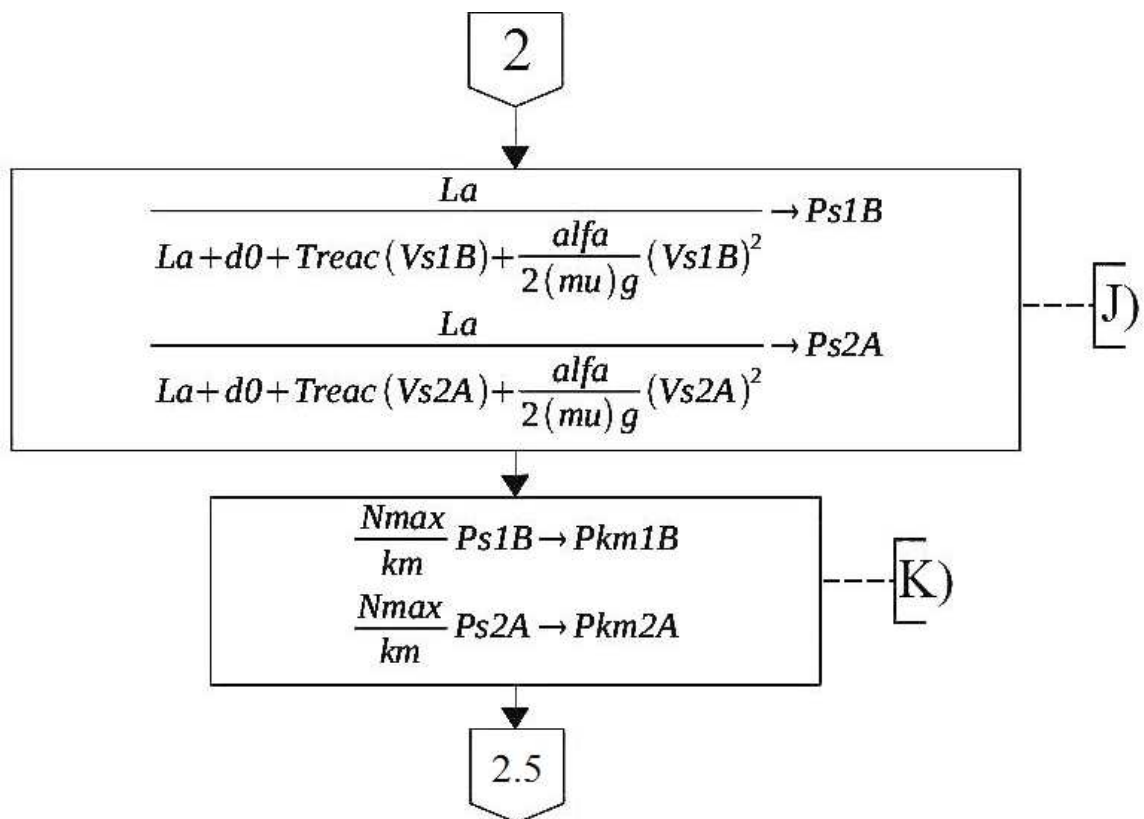 2
La / (La+d0+Treac(Vs1B)+ alfa / 2(mu)g (Vs1B)²) → Ps1B
La / (La+d0+Treac(Vs2A)+ alfa / 2(mu)g (Vs2A)²) → Ps2A
J)
Nmax / km Ps1B → Pkm1B
Nmax / km Ps2A → Pkm2A
K)
2.5